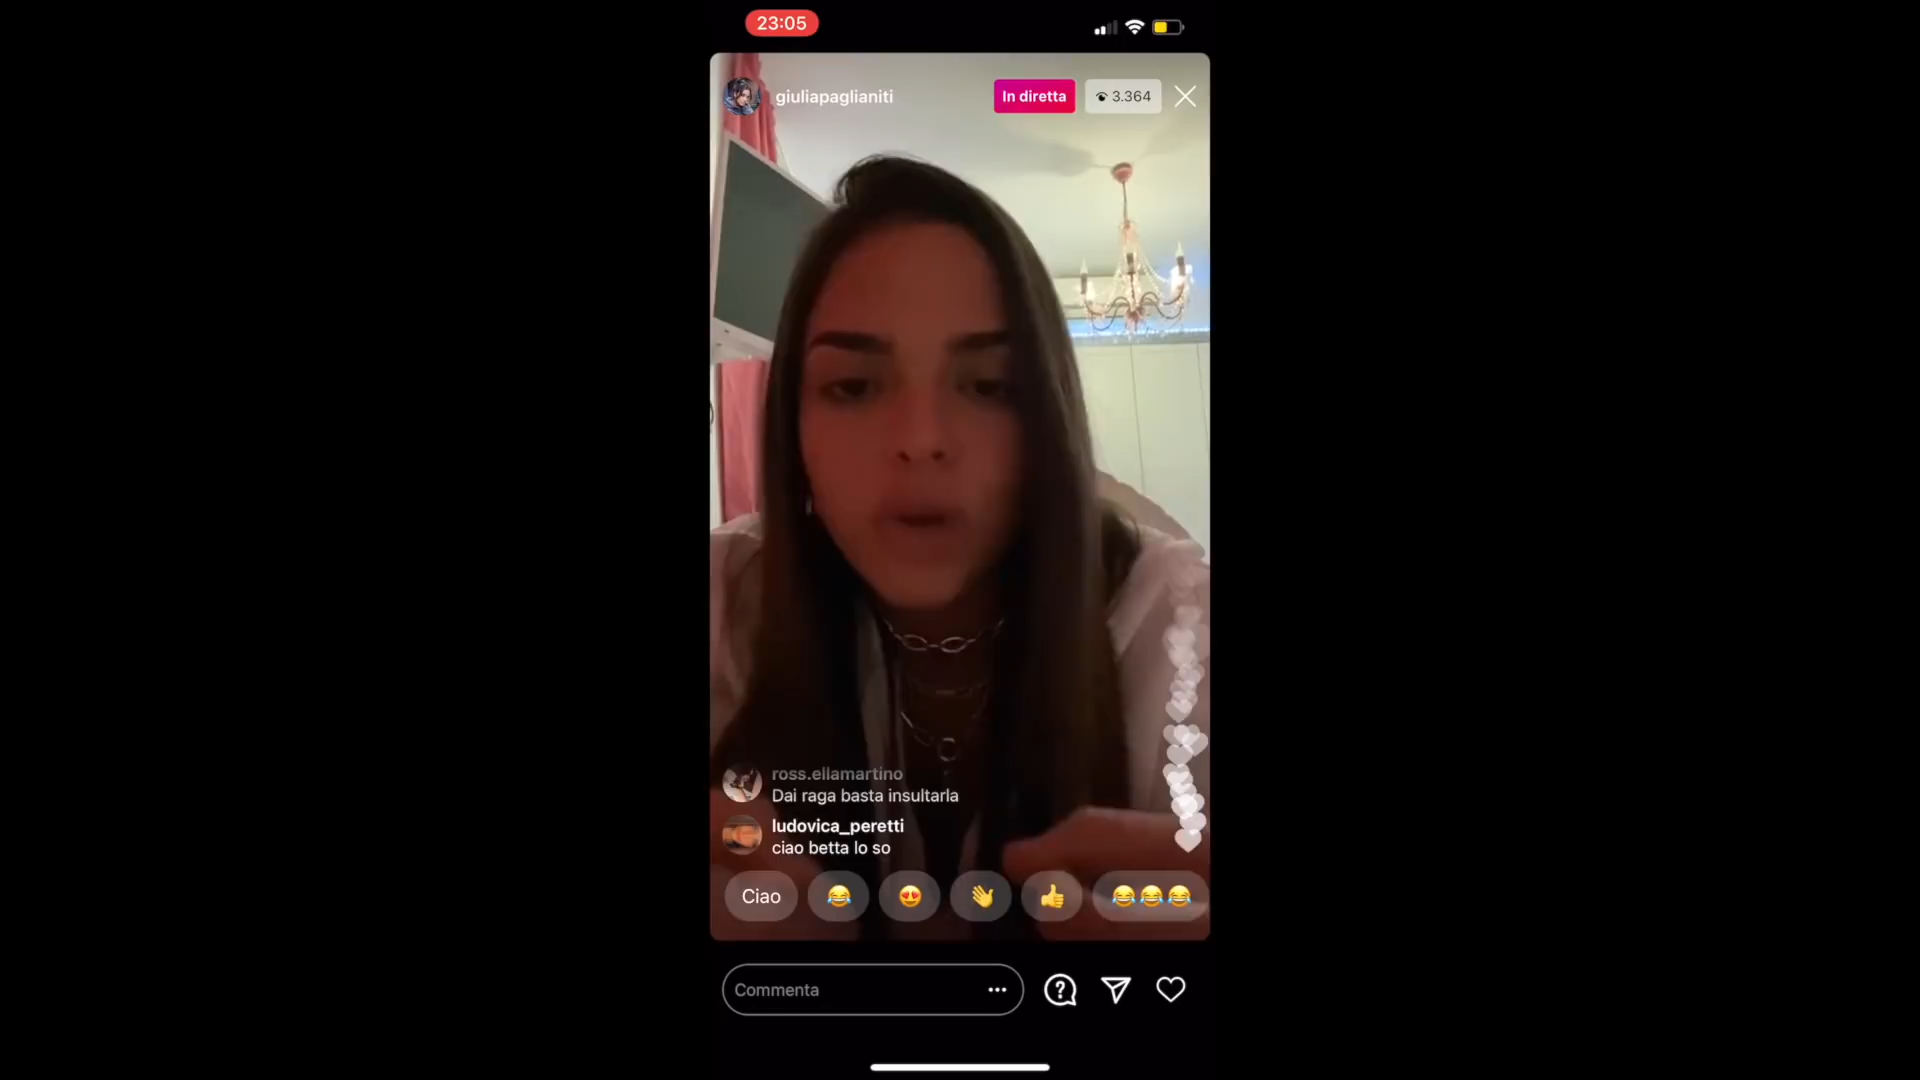 23:05
giuliapaglianiti
In diretta
3.364
ross.ellamartino
Dai raga basta insultarla
ludovica_peretti
ciao betta lo so
Ciao
Commenta